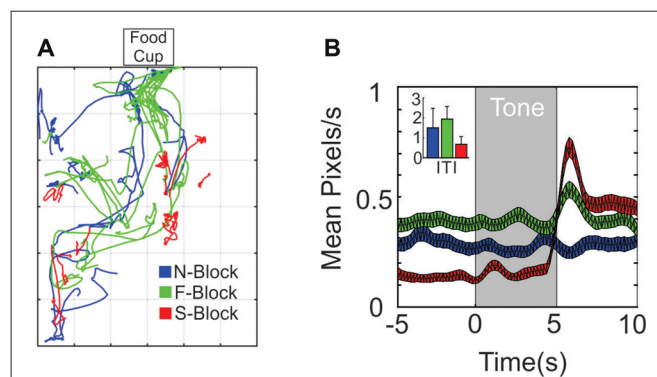 A
Food
Cup
N-Block
F-Block
S-Block
B
Mean Pixels/s
1
0.5
0
3
2
1
0
ITI
Tone
-5
0
5
10
Time(s)